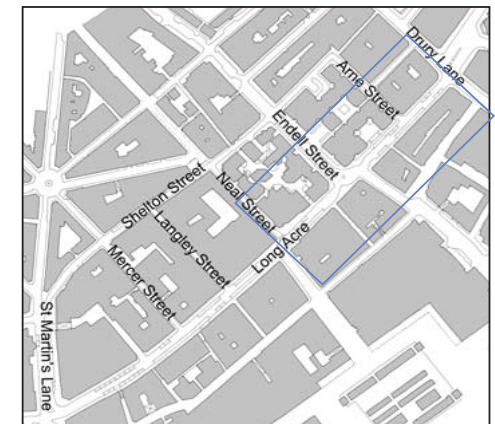 Drury Lane
Arne Street
Endell Street
Shelton Street
Neal Street
Langley Street
Long Acre
Mercer Street
St Martin's Lane